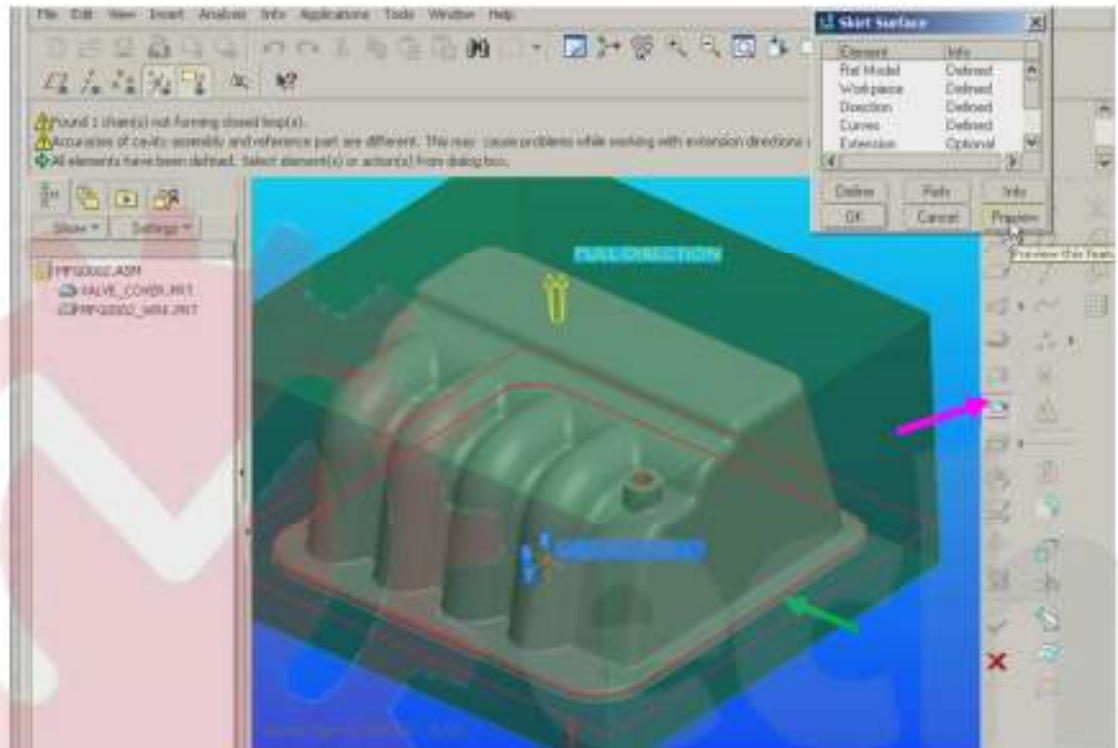 File Edit View Insert Analysis Info Applications Tools Window Help
Skirt Surface
Element Info
Ref Model Defined
Workpiece Defined
Direction Defined
Curves Defined
Extension Optional
Define Refs Info
OK Cancel Preview
Preview this feat
Found 1 chain(s) not forming closed loop(s).
Accuracies of cavity assembly and reference part are different. This may cause problems while working with extension directions
All elements have been defined. Select element(s) or action(s) from dialog box.
Show Settings
MFG0002.ASM
VALVE_COVER.PRT
MFG0002_WRK.PRT
PULL DIRECTION